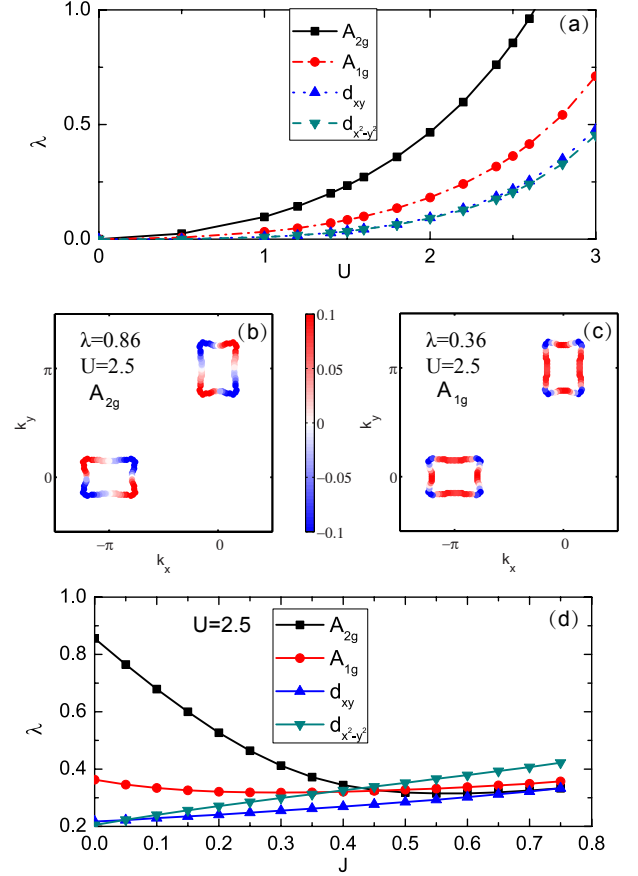 (a)
1.0
0.5
0.0
λ
0 1 2 3
U
A2g
A1g
dxy
dx²-y²
(b)
λ=0.86
U=2.5
A2g
π
0
ky
−π 0
kx
0.1
0.05
0
−0.05
−0.1
(c)
λ=0.36
U=2.5
A1g
π
0
ky
−π 0
kx
(d)
U=2.5
1.0
0.8
0.6
0.4
0.2
λ
A2g
A1g
dxy
dx²-y²
0.0 0.1 0.2 0.3 0.4 0.5 0.6 0.7 0.8
J